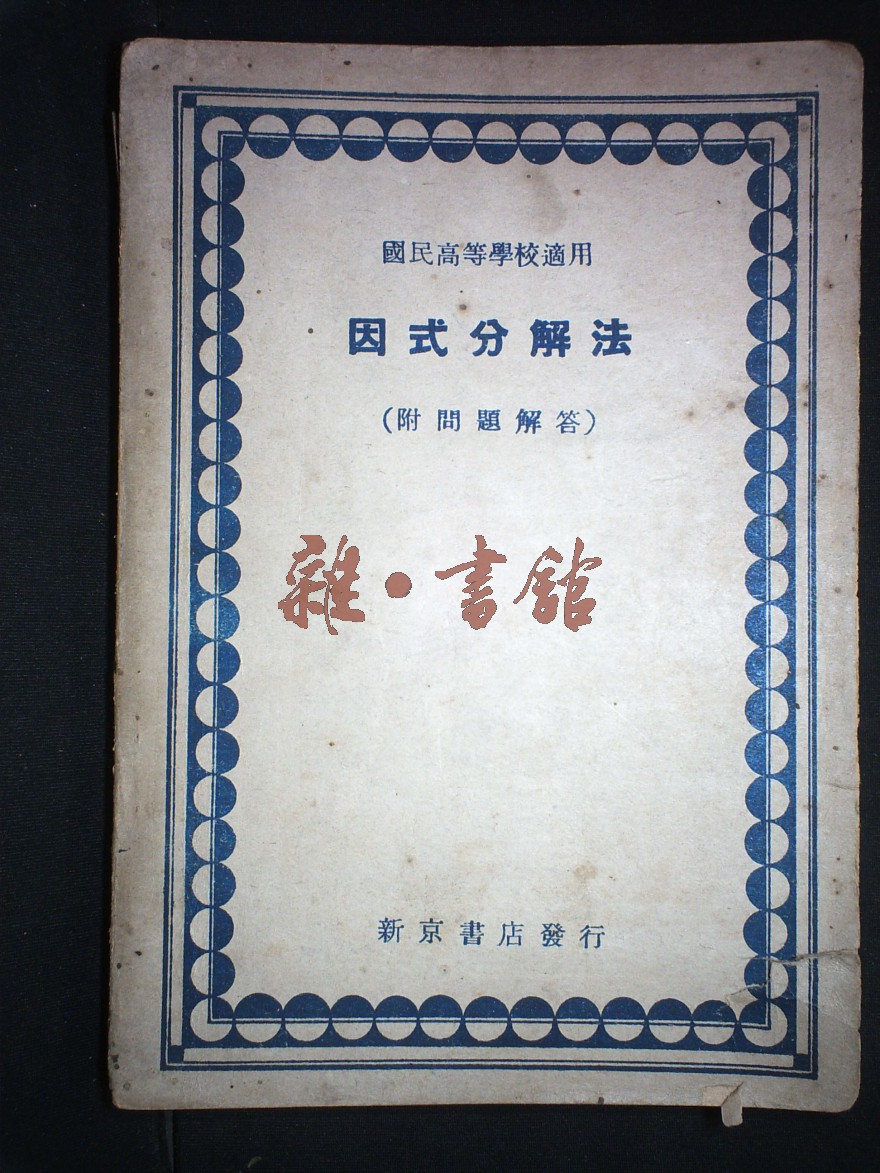 國民高等學校適用
因式分解法
(附問題解答)
雜·書館
新京書店發行